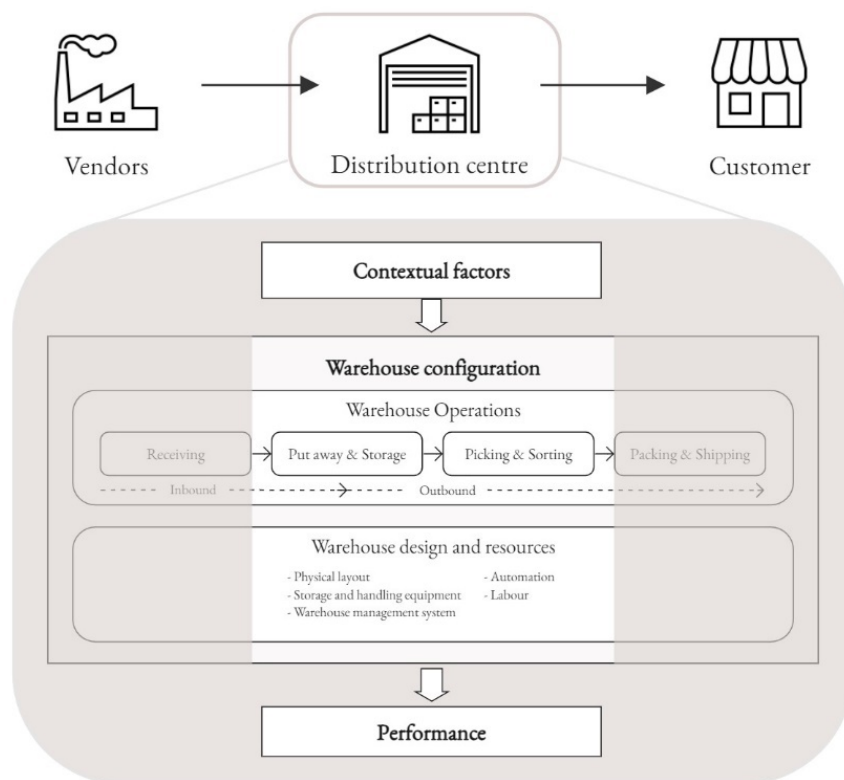 Vendors
Distribution centre
Customer
Contextual factors
Warehouse configuration
Warehouse Operations
Receiving
Put away & Storage
Picking & Sorting
Packing & Shipping
Inbound
Outbound
Warehouse design and resources
- Physical layout
- Storage and handling equipment
- Warehouse management system
- Automation
- Labour
Performance